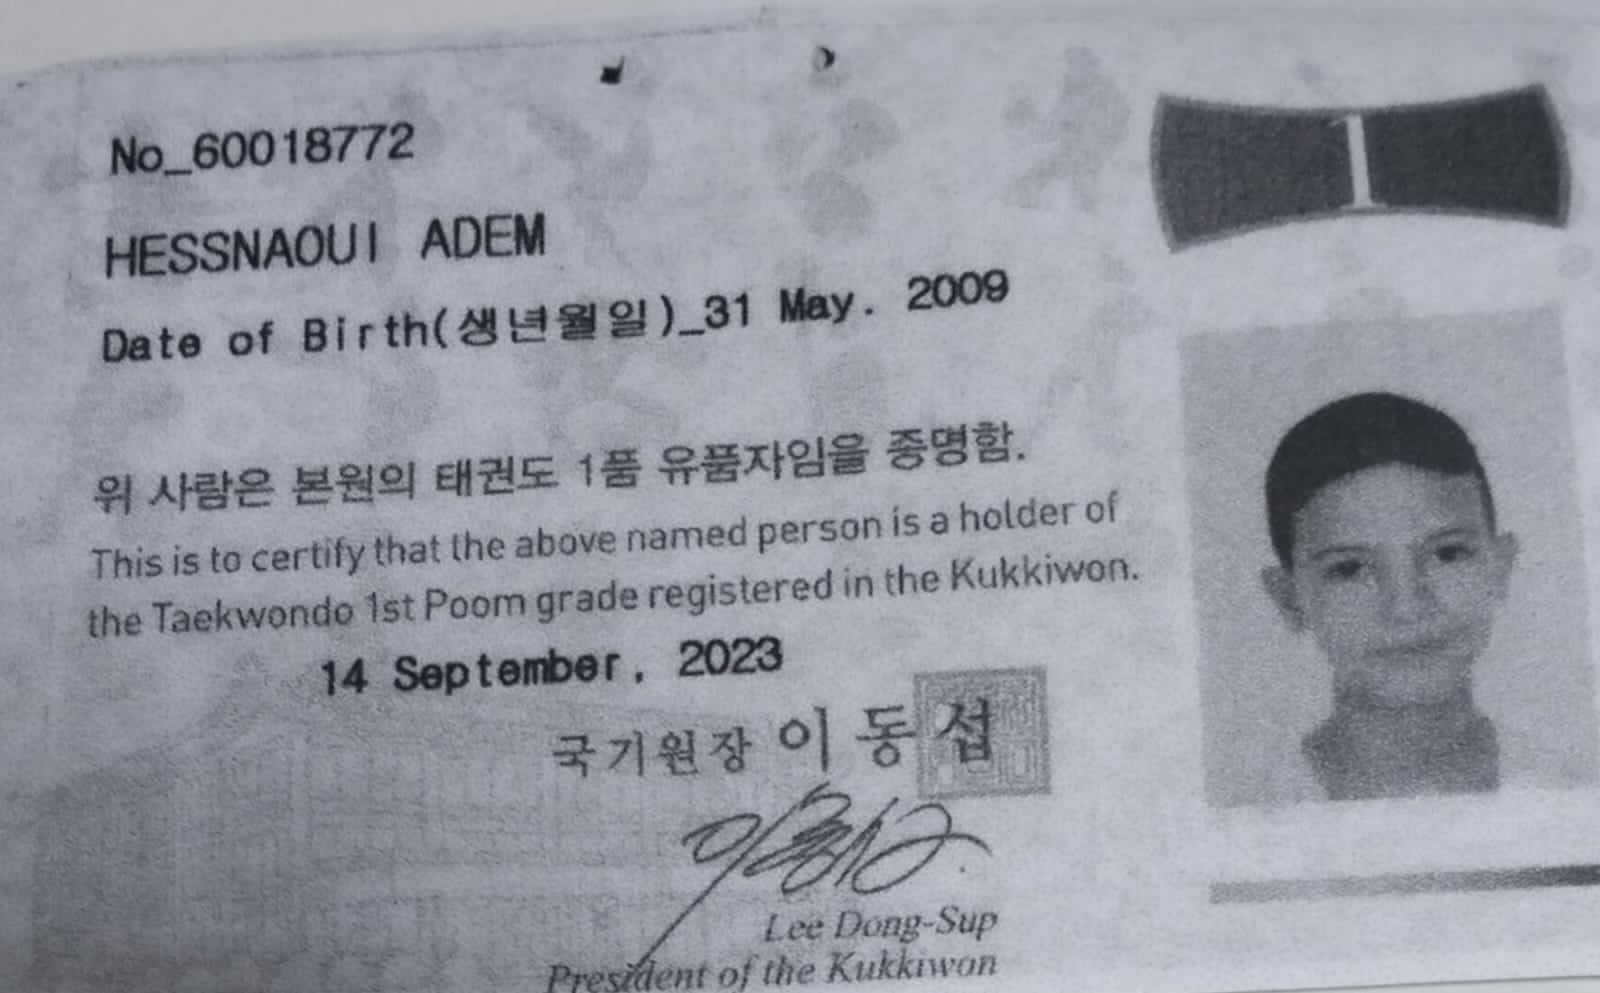 No_60018772
1
HESSNAOUI ADEM
Date of Birth(생년월일)_31 May. 2009
위 사람은 본원의 태권도 1품 유품자임을 증명함.
This is to certify that the above named person is a holder of
the Taekwondo 1st Poom grade registered in the Kukkiwon.
14 September, 2023
국기원장 이동섭
Lee Dong-Sup
President of the Kukkiwon